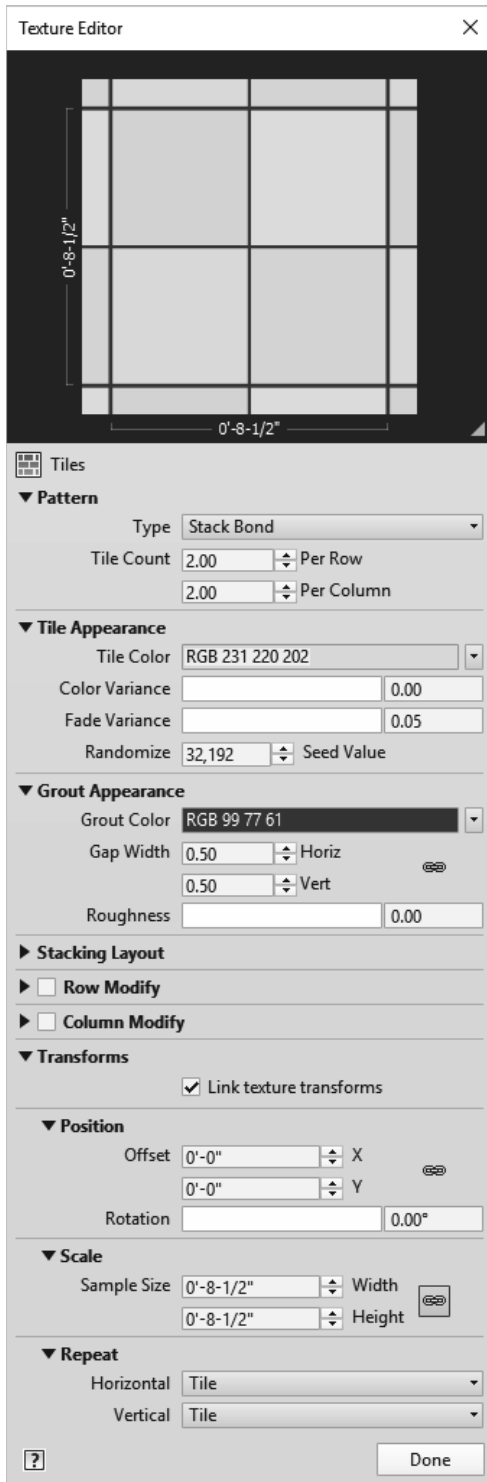 Texture Editor
0'-8-1/2"
0'-8-1/2"
Tiles
Pattern
Type Stack Bond
Tile Count 2.00 Per Row
2.00 Per Column
Tile Appearance
Tile Color RGB 231 220 202
Color Variance 0.00
Fade Variance 0.05
Randomize 32,192 Seed Value
Grout Appearance
Grout Color RGB 99 77 61
Gap Width 0.50 Horiz
0.50 Vert
Roughness 0.00
Stacking Layout
Row Modify
Column Modify
Transforms
Link texture transforms
Position
Offset 0'-0" X
0'-0" Y
Rotation 0.00°
Scale
Sample Size 0'-8-1/2" Width
0'-8-1/2" Height
Repeat
Horizontal Tile
Vertical Tile
? Done